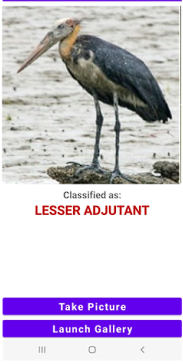 Classified as:
LESSER ADJUTANT
Take Picture
Launch Gallery